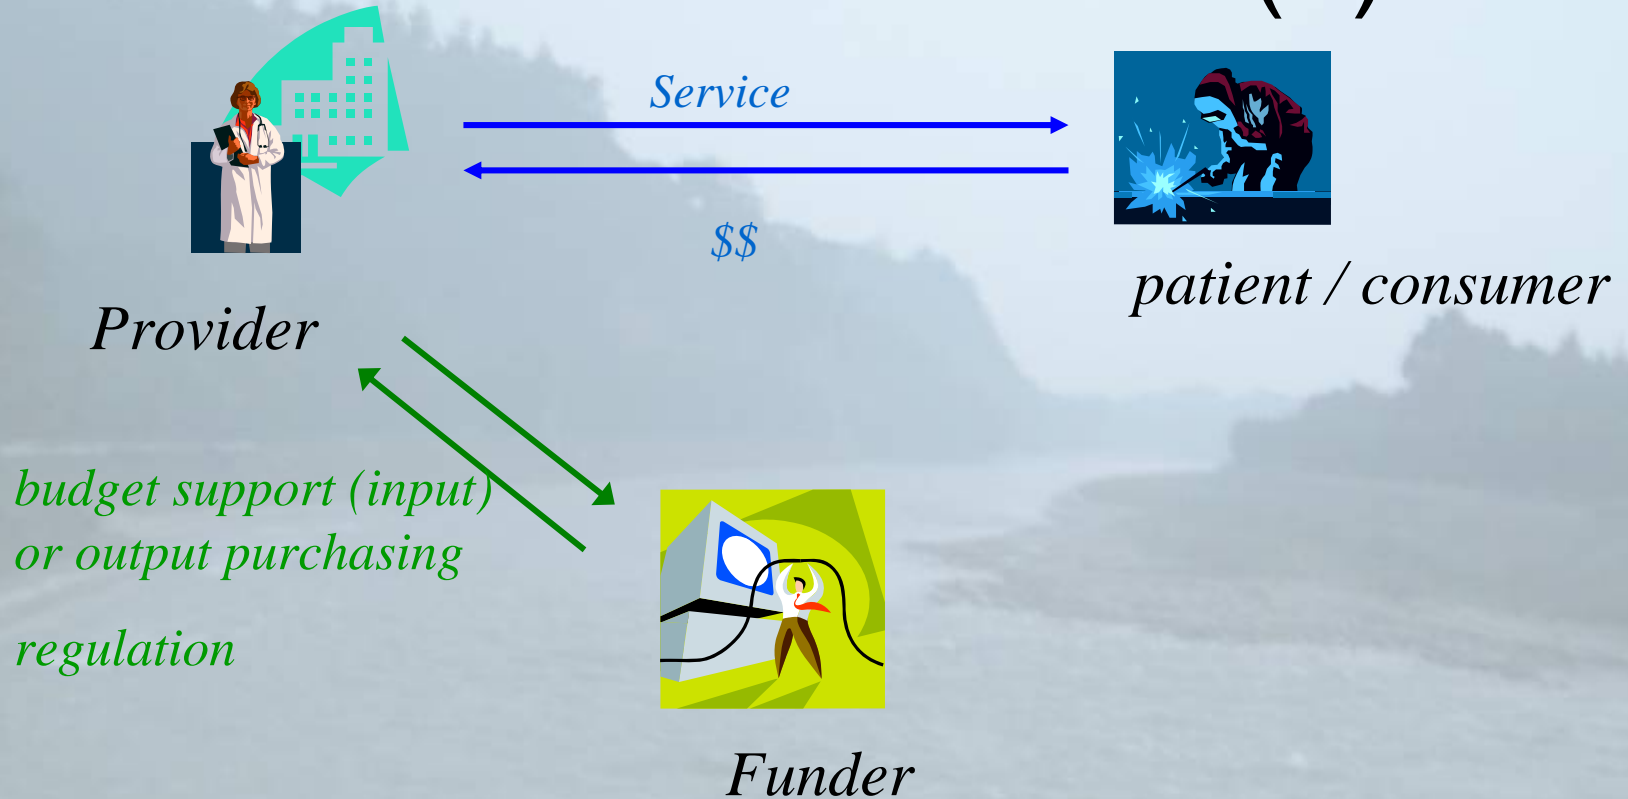 Service
$$
patient / consumer
Provider
budget support (input)
or output purchasing
regulation
Funder